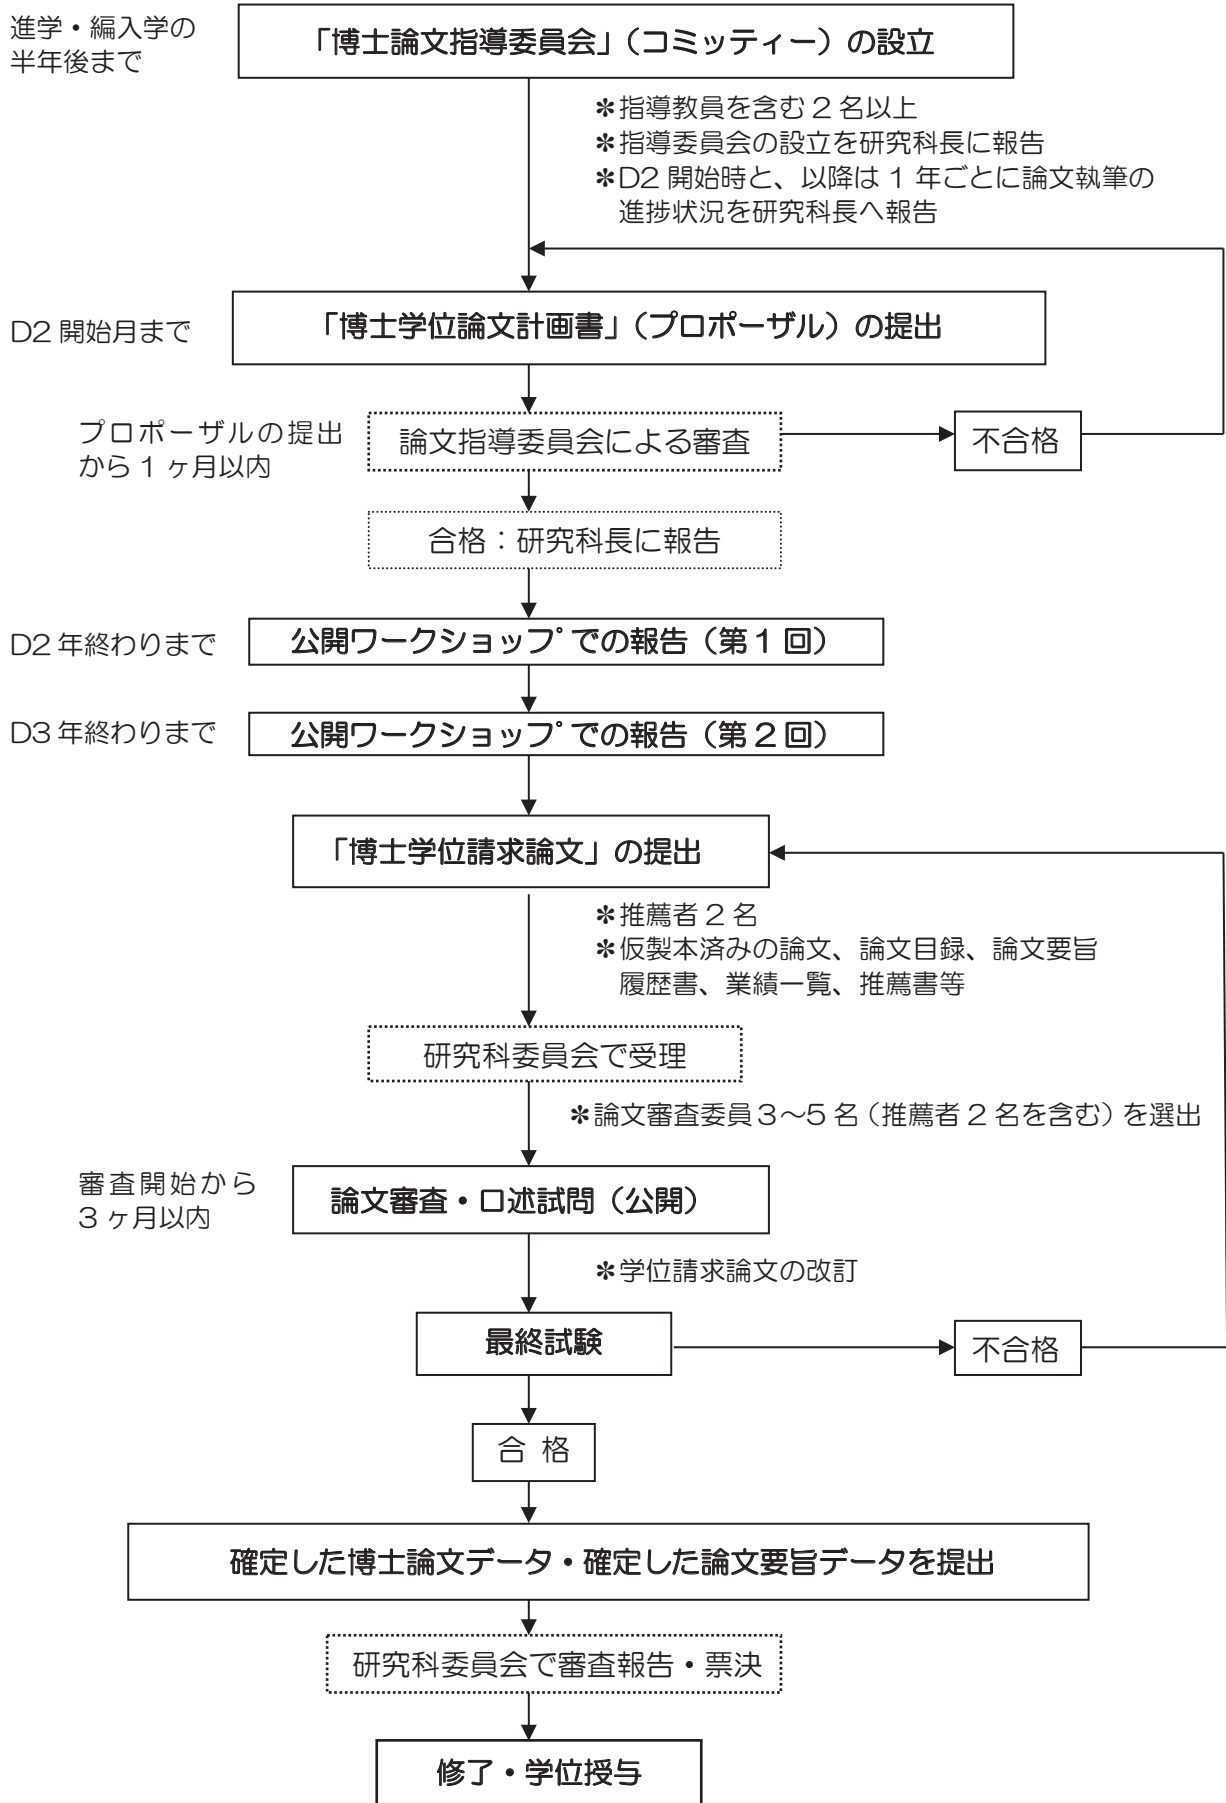 進学・編入学の
半年後まで
「博士論文指導委員会」(コミッティー)の設立
＊指導教員を含む2名以上
＊指導委員会の設立を研究科長に報告
＊D2開始時と、以降は1年ごとに論文執筆の
進捗状況を研究科長へ報告
D2開始月まで
「博士学位論文計画書」(プロポーザル)の提出
プロポーザルの提出
から1ヶ月以内
論文指導委員会による審査
不合格
合格：研究科長に報告
D2年終わりまで
公開ワークショップでの報告(第1回)
D3年終わりまで
公開ワークショップでの報告(第2回)
「博士学位請求論文」の提出
＊推薦者2名
＊仮製本済みの論文、論文目録、論文要旨
履歴書、業績一覧、推薦書等
研究科委員会で受理
＊論文審査委員3～5名(推薦者2名を含む)を選出
審査開始から
3ヶ月以内
論文審査・口述試問(公開)
＊学位請求論文の改訂
最終試験
不合格
合 格
確定した博士論文データ・確定した論文要旨データを提出
研究科委員会で審査報告・票決
修了・学位授与